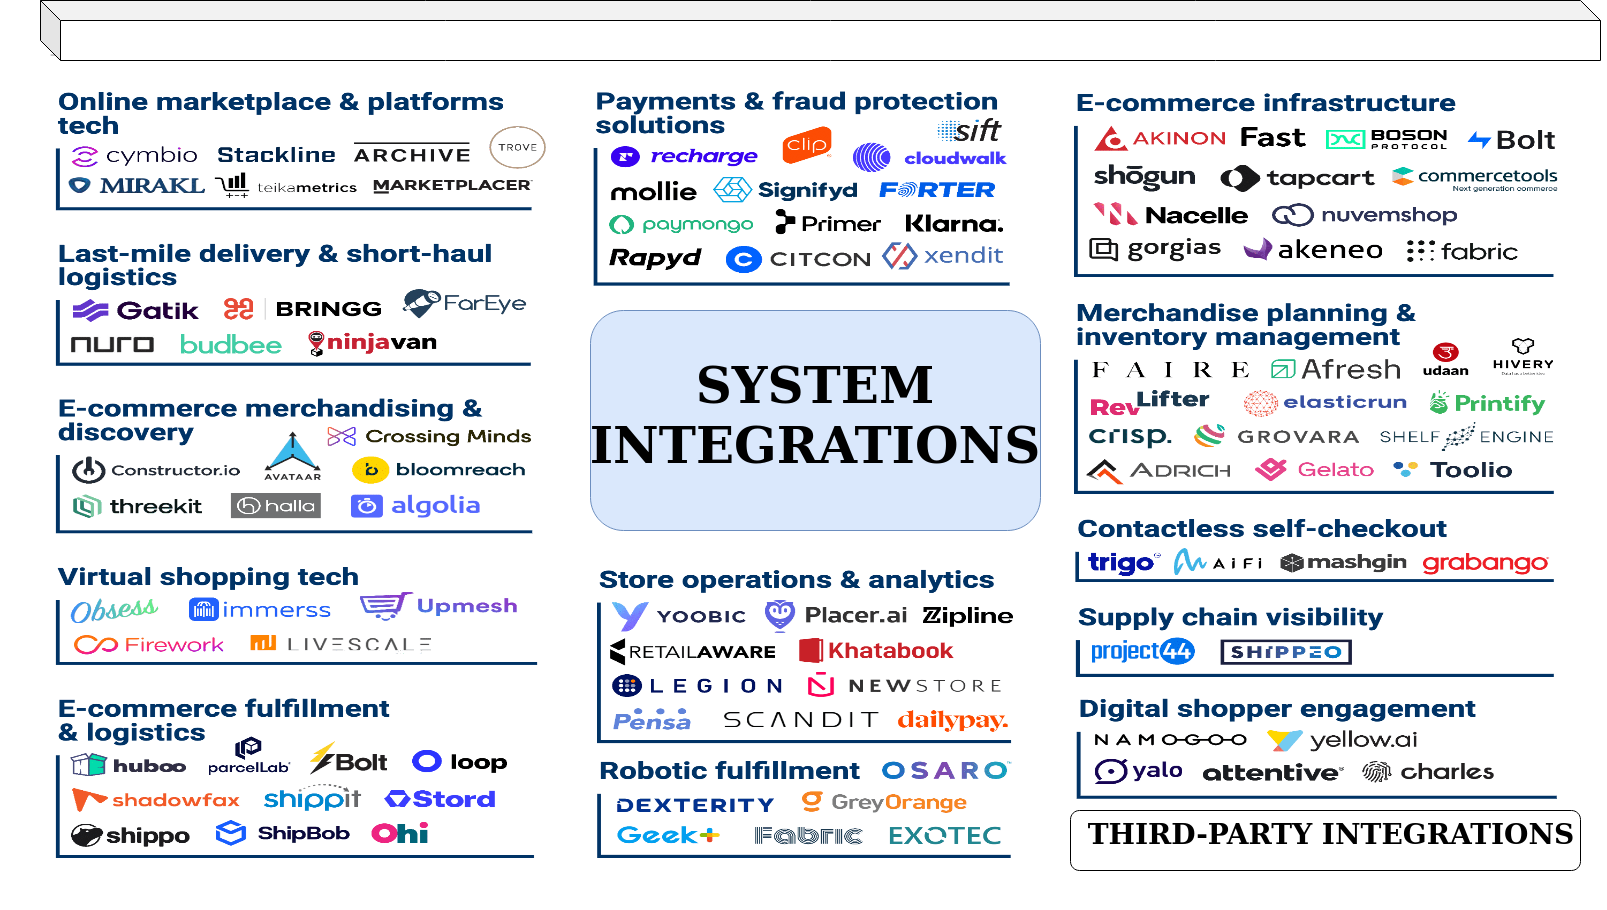 Online marketplace & platforms
tech
cymbio Stackline ARCHIVE TROVE
MIRAKL teikametrics MARKETPLACER
Last-mile delivery & short-haul
logistics
Gatik BRINGG FarEye
nuro budbee ninjavan
E-commerce merchandising &
discovery
Crossing Minds
Constructor.io AVATAAR bloomreach
threekit halla algolia
Virtual shopping tech
Obsess immerss Upmesh
Firework LIVESCALE
E-commerce fulfillment
& logistics
huboo parcelLab Bolt loop
shadowfax shippit Stord
shippo ShipBob Ohi
Payments & fraud protection
solutions
clip sift
recharge cloudwalk
mollie Signifyd FORTER
paymongo Primer Klarna.
Rapyd CITCON xendit
SYSTEM
INTEGRATIONS
Store operations & analytics
YOOBIC Placer.ai Zipline
RETAILAWARE Khatabook
LEGION NEWSTORE
Pensa SCANDIT dailypay.
Robotic fulfillment OSARO
DEXTERITY GreyOrange
Geek+ Fabric EXOTEC
E-commerce infrastructure
AKINON Fast BOSON PROTOCOL Bolt
shōgun tapcart commercetools
Next generation commerce
Nacelle nuvemshop
gorgias akeneo fabric
Merchandise planning &
inventory management
FAIRE Afresh udaan HIVERY
RevLifter elasticrun Printify
crisp. GROVARA SHELF ENGINE
ADRICH Gelato Toolio
Contactless self-checkout
trigo AiFi mashgin grabango
Supply chain visibility
project44 SHIPPEO
Digital shopper engagement
NAMOGOO yellow.ai
yalo attentive charles
THIRD-PARTY INTEGRATIONS